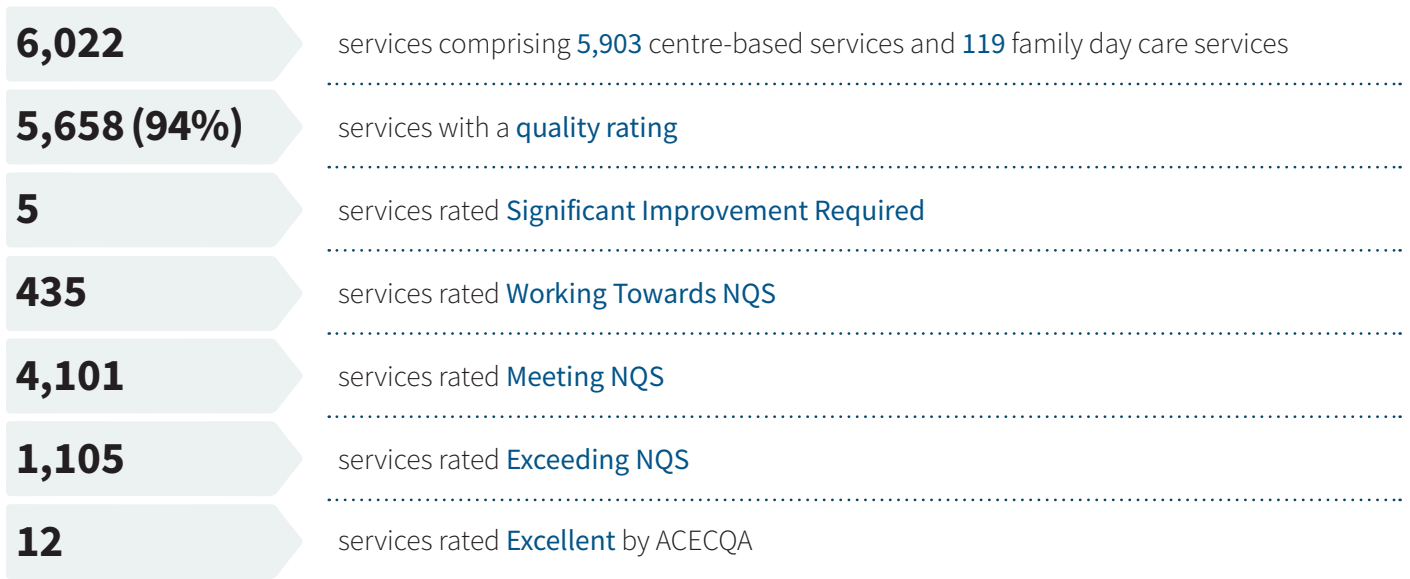 6,022 services comprising 5,903 centre-based services and 119 family day care services
5,658 (94%) services with a quality rating
5 services rated Significant Improvement Required
435 services rated Working Towards NQS
4,101 services rated Meeting NQS
1,105 services rated Exceeding NQS
12 services rated Excellent by ACECQA